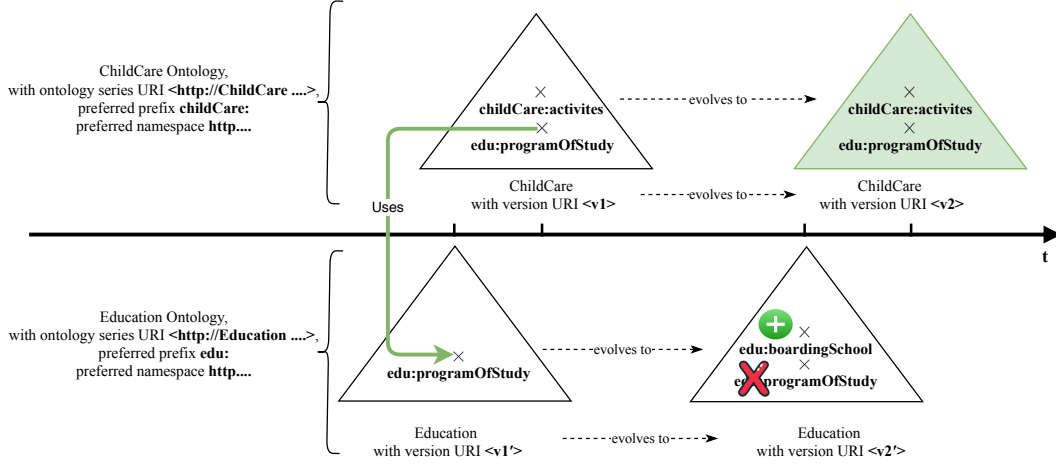 ChildCare Ontology,
with ontology series URI <http://ChildCare ....>,
preferred prefix childCare:
preferred namespace http....
childCare:activites
edu:programOfStudy
evolves to
childCare:activites
edu:programOfStudy
ChildCare
with version URI <v1>
evolves to
ChildCare
with version URI <v2>
Uses
t
Education Ontology,
with ontology series URI <http://Education ....>,
preferred prefix edu:
preferred namespace http....
edu:programOfStudy
evolves to
edu:boardingSchool
edu:programOfStudy
Education
with version URI <v1′>
evolves to
Education
with version URI <v2′>